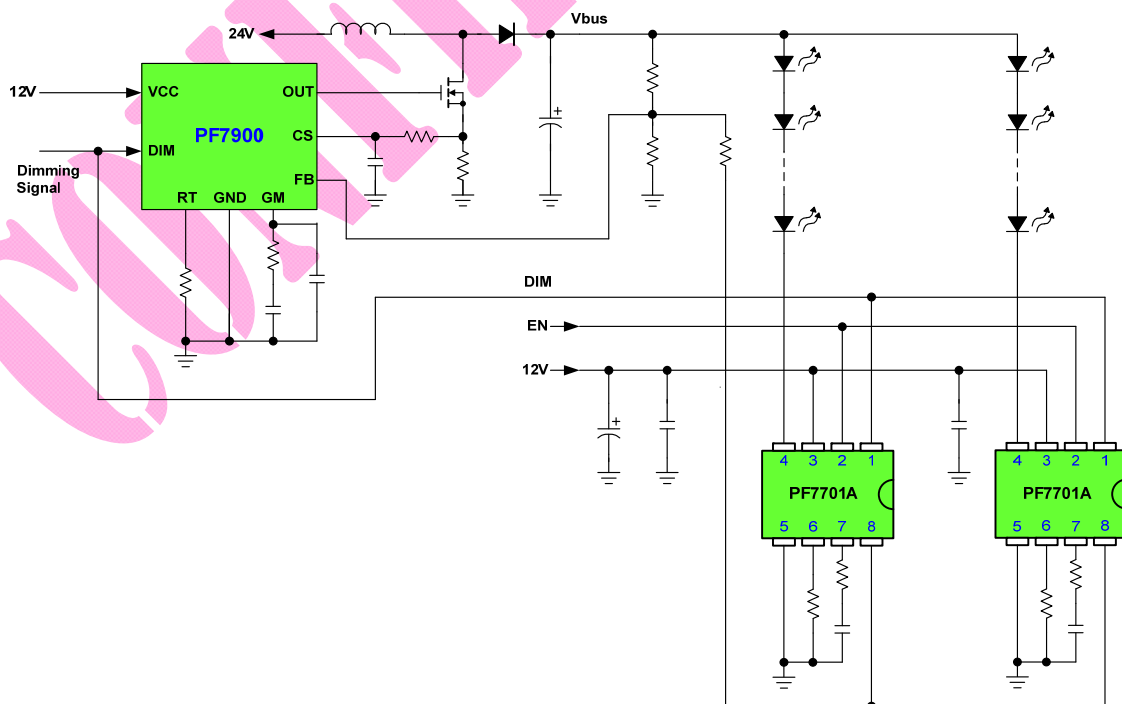 Vbus
24V
12V
VCC
OUT
PF7900
CS
DIM
Dimming
Signal
FB
RT GND GM
DIM
EN
12V
4 3 2 1
PF7701A
5 6 7 8
4 3 2 1
PF7701A
5 6 7 8